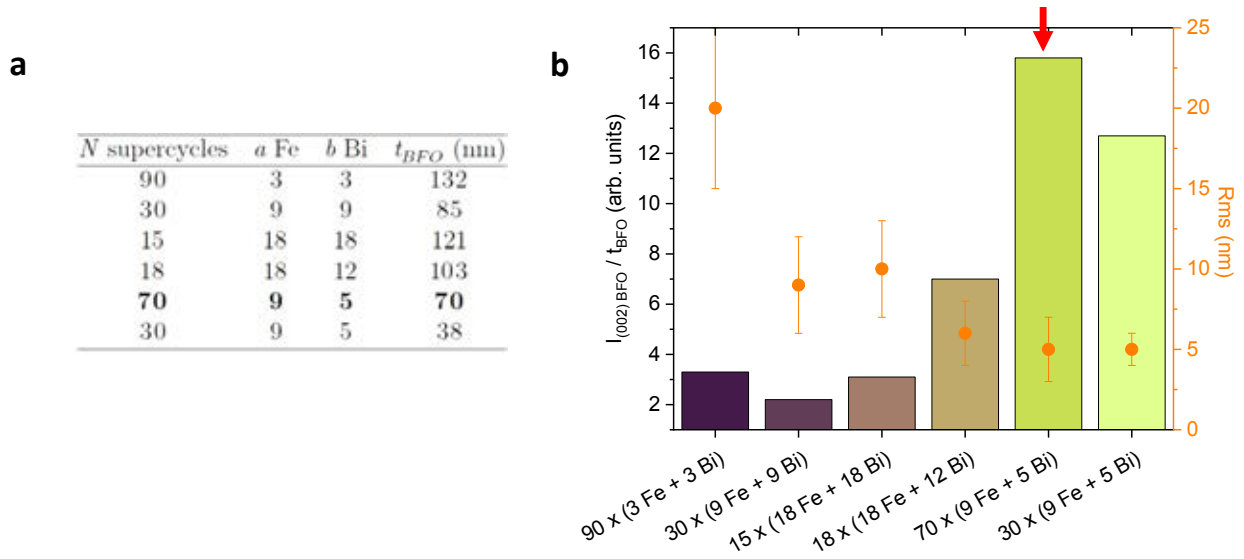 a
N supercycles a Fe b Bi t_BFO (nm)
90 3 3 132
30 9 9 85
15 18 18 121
18 18 12 103
70 9 5 70
30 9 5 38
b
I(002) BFO / tBFO (arb. units)
16
14
12
10
8
6
4
2
25
20
15
10
5
0
Rms (nm)
90 x (3 Fe + 3 Bi)
30 x (9 Fe + 9 Bi)
15 x (18 Fe + 18 Bi)
18 x (18 Fe + 12 Bi)
70 x (9 Fe + 5 Bi)
30 x (9 Fe + 5 Bi)